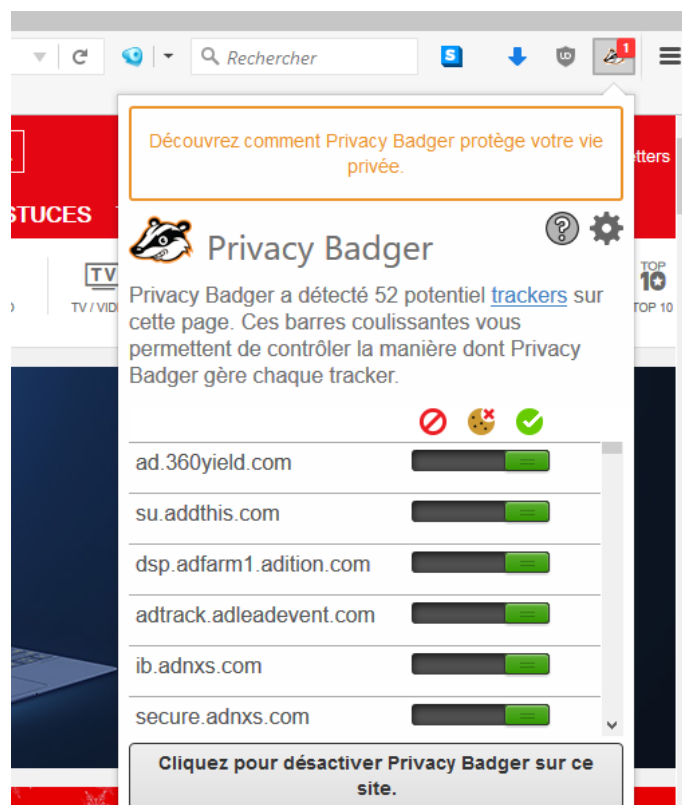 Rechercher
S
UD
1
Découvrez comment Privacy Badger protège votre vie
privée.
tters
STUCES
Privacy Badger
?
TV
TV / VID
TOP
10
TOP 10
Privacy Badger a détecté 52 potentiel trackers sur
cette page. Ces barres coulissantes vous
permettent de contrôler la manière dont Privacy
Badger gère chaque tracker.
ad.360yield.com
su.addthis.com
dsp.adfarm1.adition.com
adtrack.adleadevent.com
ib.adnxs.com
secure.adnxs.com
Cliquez pour désactiver Privacy Badger sur ce
site.